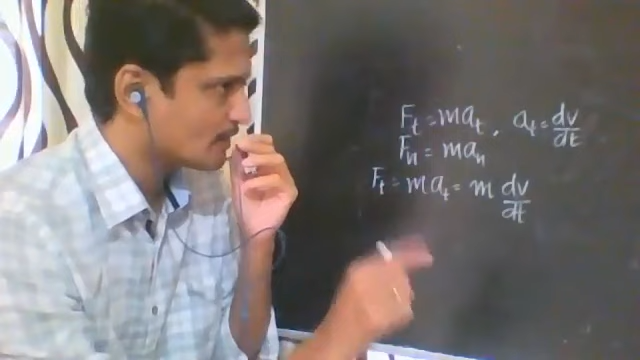 Fₜ = maₜ , aₜ = dv/dt
Fₙ = maₙ
Fₜ = maₜ = m dv/dt